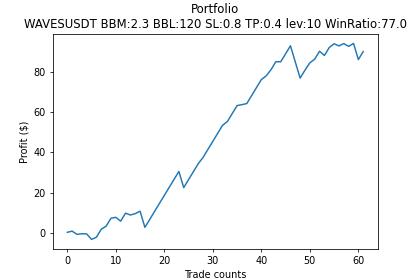 Portfolio
WAVESUSDT BBM:2.3 BBL:120 SL:0.8 TP:0.4 lev:10 WinRatio:77.0
Profit ($)
80
60
40
20
0
0 10 20 30 40 50 60
Trade counts